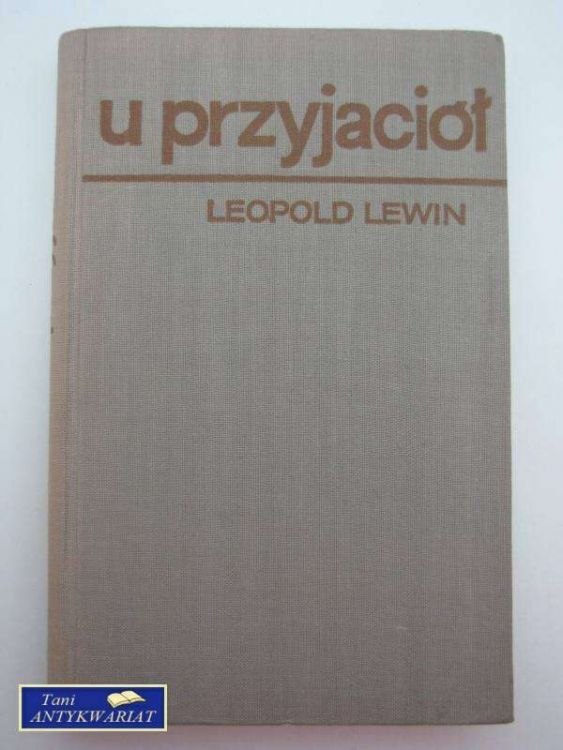 u przyjaciół
LEOPOLD LEWIN
Tani
ANTYKWARIAT